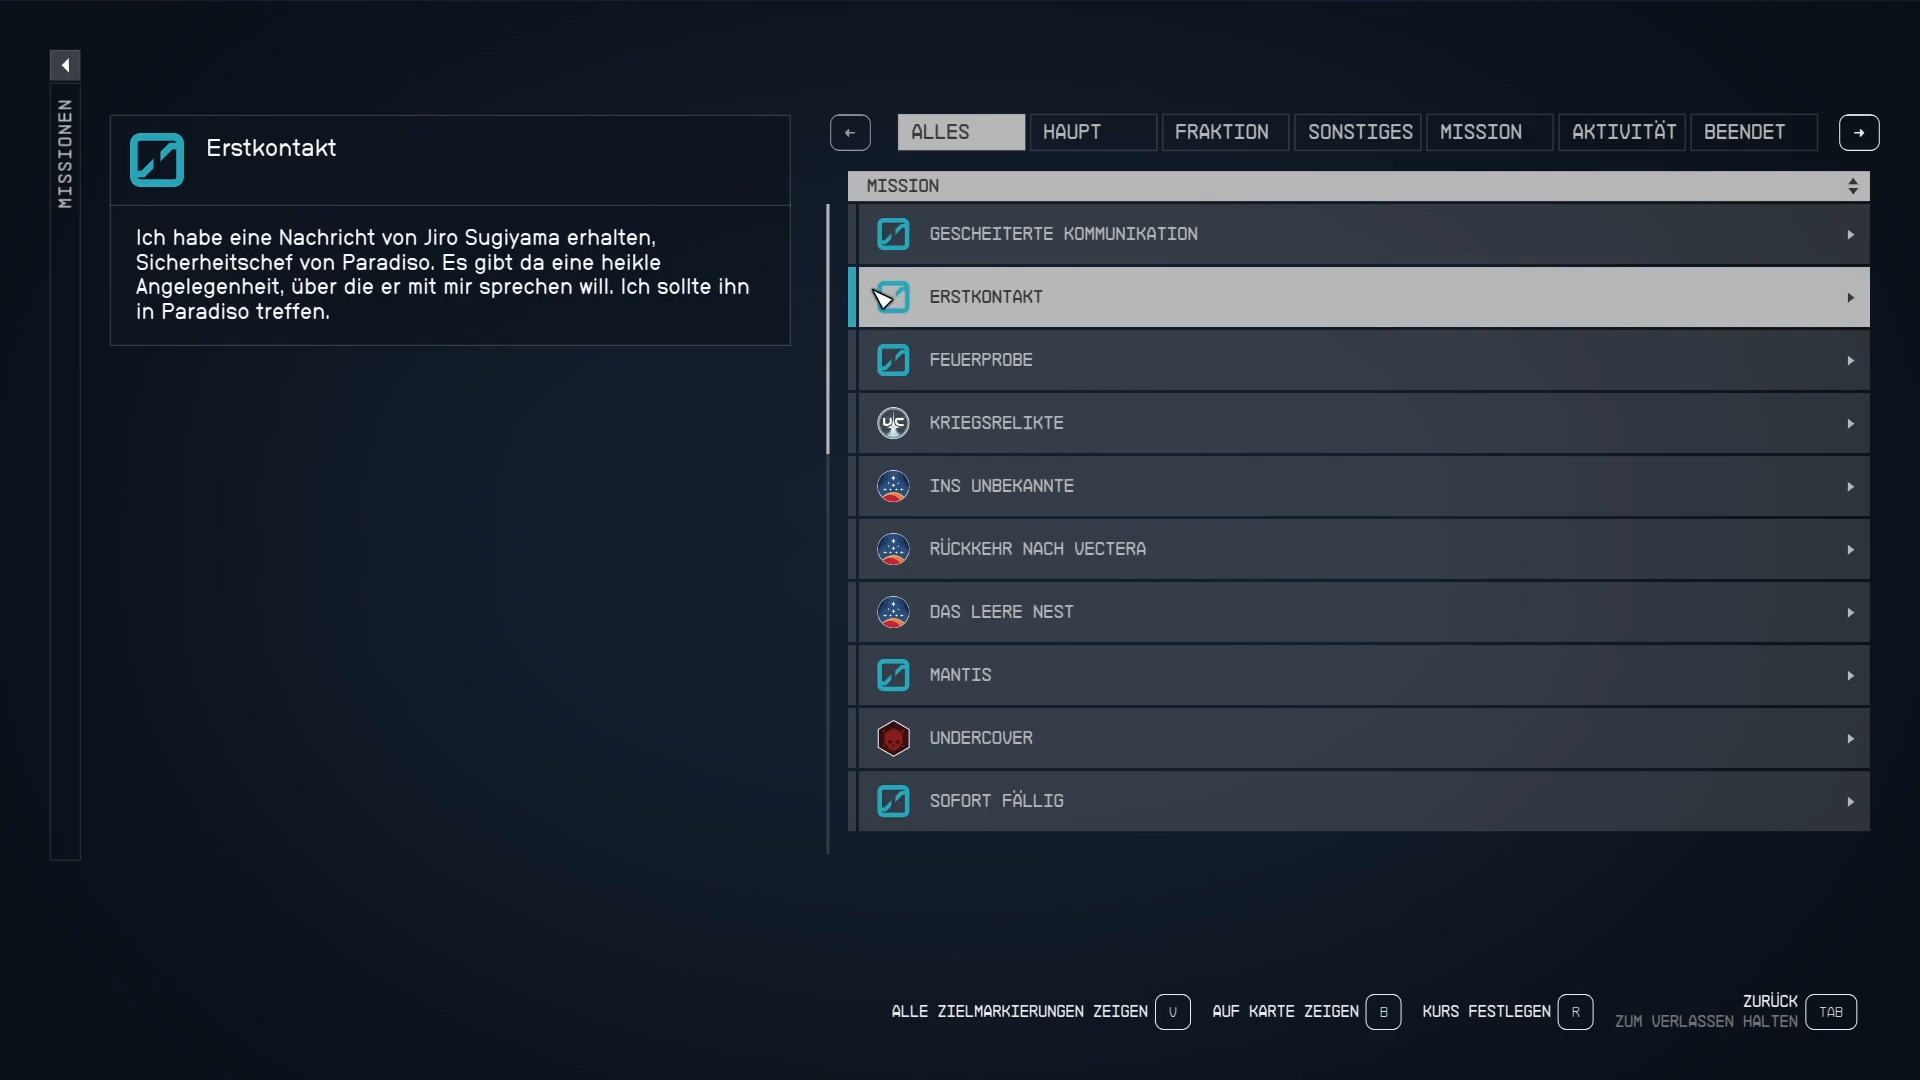 MISSIONEN
Erstkontakt
Ich habe eine Nachricht von Jiro Sugiyama erhalten,
Sicherheitschef von Paradiso. Es gibt da eine heikle
Angelegenheit, über die er mit mir sprechen will. Ich sollte ihn
in Paradiso treffen.
ALLES HAUPT FRAKTION SONSTIGES MISSION AKTIVITÄT BEENDET
MISSION
GESCHEITERTE KOMMUNIKATION
ERSTKONTAKT
FEUERPROBE
UC KRIEGSRELIKTE
INS UNBEKANNTE
RÜCKKEHR NACH VECTERA
DAS LEERE NEST
MANTIS
UNDERCOVER
SOFORT FÄLLIG
ALLE ZIELMARKIERUNGEN ZEIGEN V AUF KARTE ZEIGEN B KURS FESTLEGEN R ZURÜCK TAB
ZUM VERLASSEN HALTEN